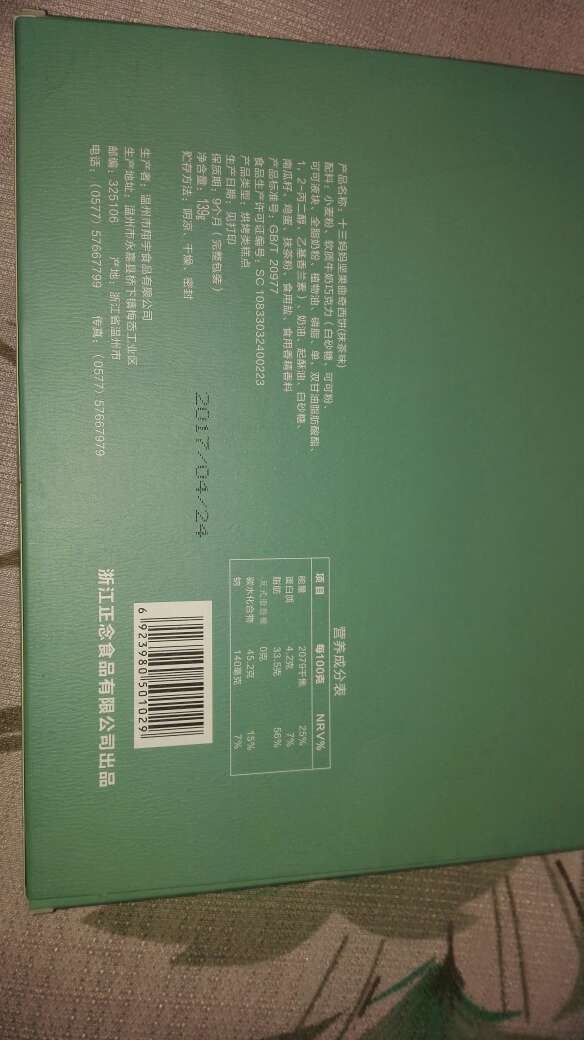 产品名称：十三妈妈坚果曲奇西饼(抹茶味)
配料：小麦粉、软质牛奶巧克力（白砂糖、可可粉、
可可液块、全脂奶粉、植物油、磷脂、单，双甘油脂肪酸酯、
1，2-丙二醇、乙基香兰素）、奶油、起酥油、白砂糖、
南瓜籽、鸡蛋、抹茶粉、食用盐、食用香精香料
产品标准号：GB/T 20977
食品生产许可证编号：SC10833032400223
产品类型：烘烤类糕点
生产日期：见打印
保质期：9个月（完整包装）
净含量：139g
贮存方法：阴凉、干燥、密封
2017/04/24
生产者：温州市翔宇食品有限公司
生产地址：温州市永嘉县桥下镇梅岙工业区
邮编：325106 产地：浙江省温州市
电话：(0577) 57667799 传真：(0577) 57667979
营养成分表
项目 每100克 NRV%
能量 2079千焦 25%
蛋白质 4.2克 7%
脂肪 33.5克 56%
反式脂肪酸 0克
碳水化合物 45.2克 15%
钠 140毫克 7%
6923980501029
浙江正念食品有限公司出品